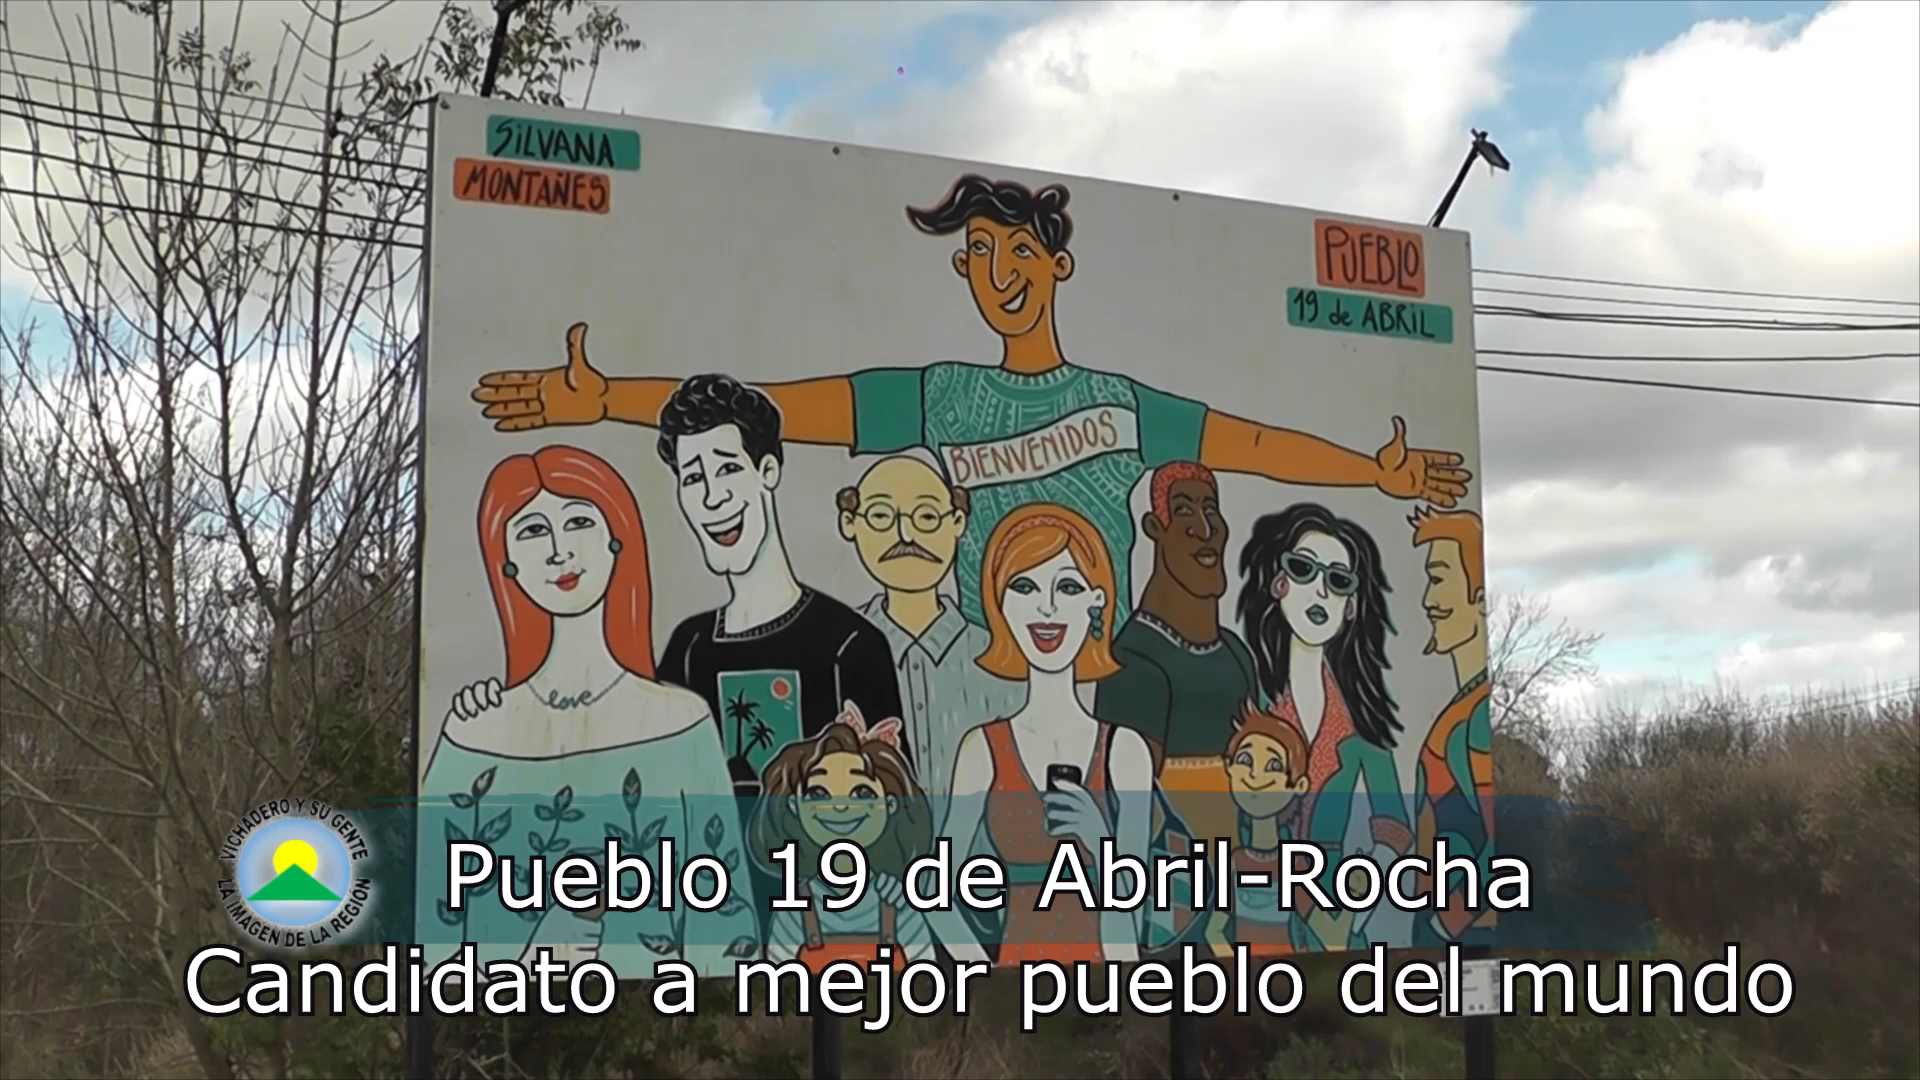 SiLVANA
MONTAÑES
PUEBLO
19 de ABRiL
BIENVENiDOS
love
VICHADERO Y SU GENTE
LA IMAGEN DE LA REGIÓN
Pueblo 19 de Abril-Rocha
Candidato a mejor pueblo del mundo